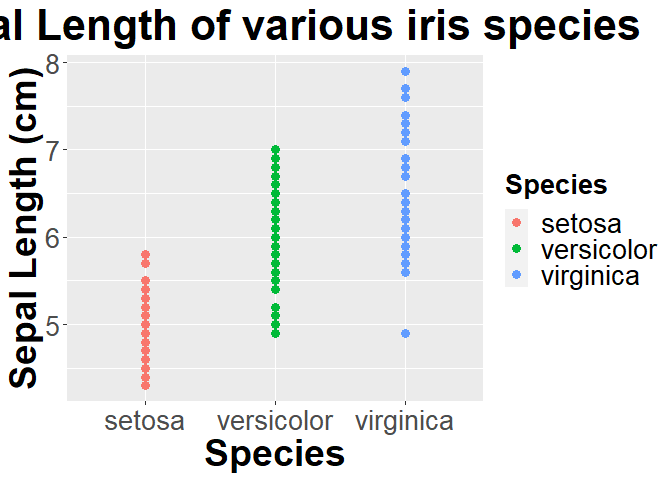 al Length of various iris species
Sepal Length (cm)
8
7
6
5
setosa versicolor virginica
Species
Species
setosa
versicolor
virginica